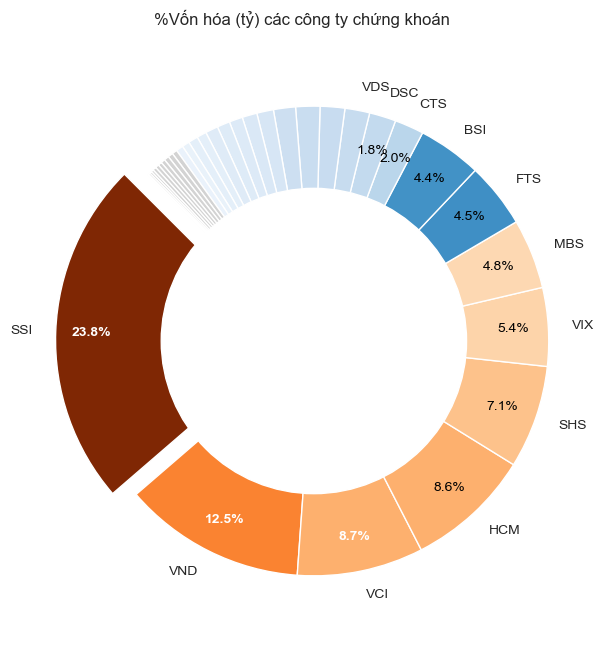 %Vốn hóa (tỷ) các công ty chứng khoán
VDS
DSC
CTS
BSI
FTS
MBS
VIX
SHS
HCM
VCI
VND
SSI
1.8%
2.0%
4.4%
4.5%
4.8%
5.4%
7.1%
8.6%
8.7%
12.5%
23.8%